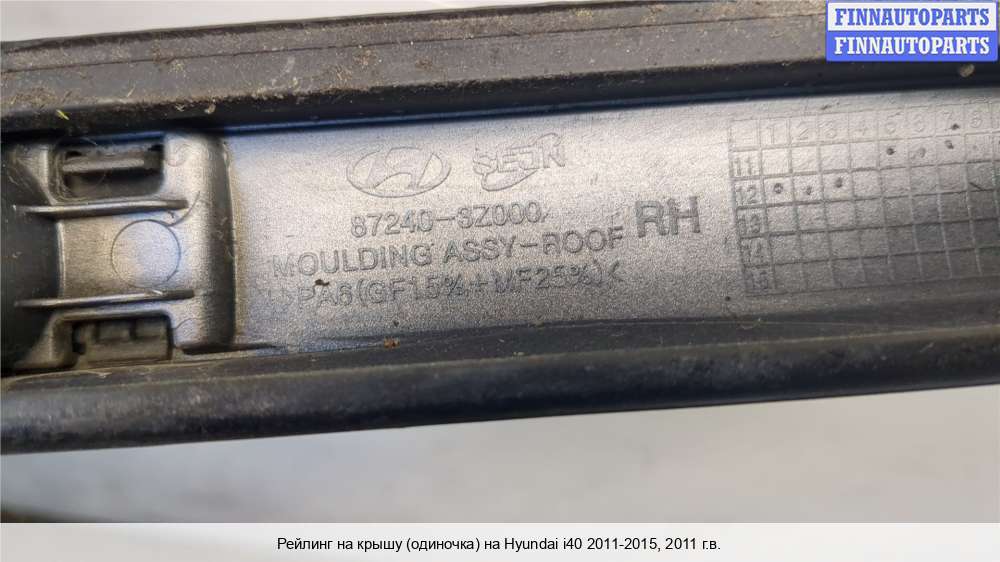 FINNAUTOPARTS
FINNAUTOPARTS
87240-3Z000
MOULDING ASSY-ROOF RH
>PA6(GF15%+MF25%)<
1 2 3 4 5 6 7 8
11
12
13
14
15
Рейлинг на крышу (одиночка) на Hyundai i40 2011-2015, 2011 г.в.